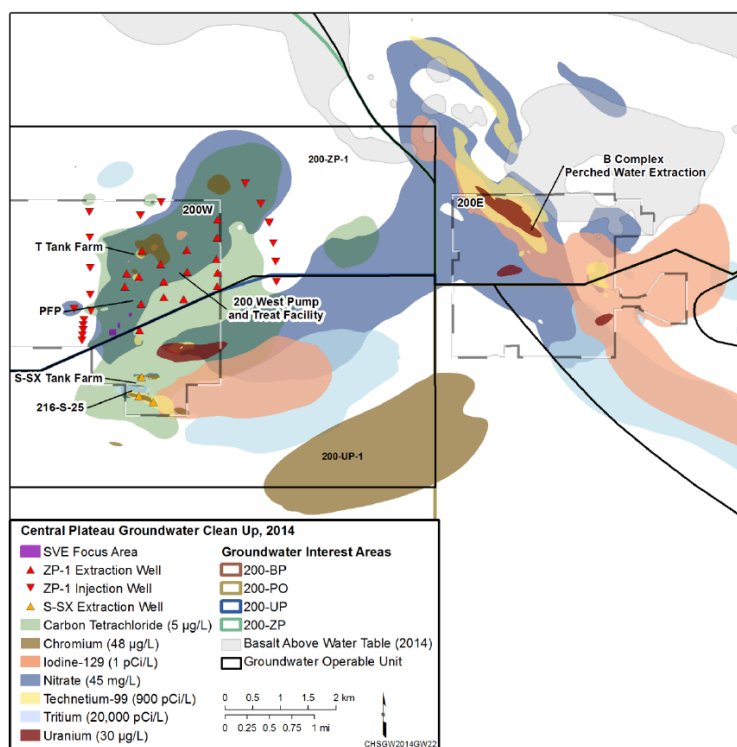 200-ZP-1
B Complex
Perched Water Extraction
200W
200E
T Tank Farm
PFP
200 West Pump
and Treat Facility
S-SX Tank Farm
216-S-25
200-UP-1
Central Plateau Groundwater Clean Up, 2014
SVE Focus Area
ZP-1 Extraction Well
ZP-1 Injection Well
S-SX Extraction Well
Carbon Tetrachloride (5 µg/L)
Chromium (48 µg/L)
Iodine-129 (1 pCi/L)
Nitrate (45 mg/L)
Technetium-99 (900 pCi/L)
Tritium (20,000 pCi/L)
Uranium (30 µg/L)
Groundwater Interest Areas
200-BP
200-PO
200-UP
200-ZP
Basalt Above Water Table (2014)
Groundwater Operable Unit
0 0.5 1 2 km
0 0.25 0.5 1 mi
CHSGW2014GW22